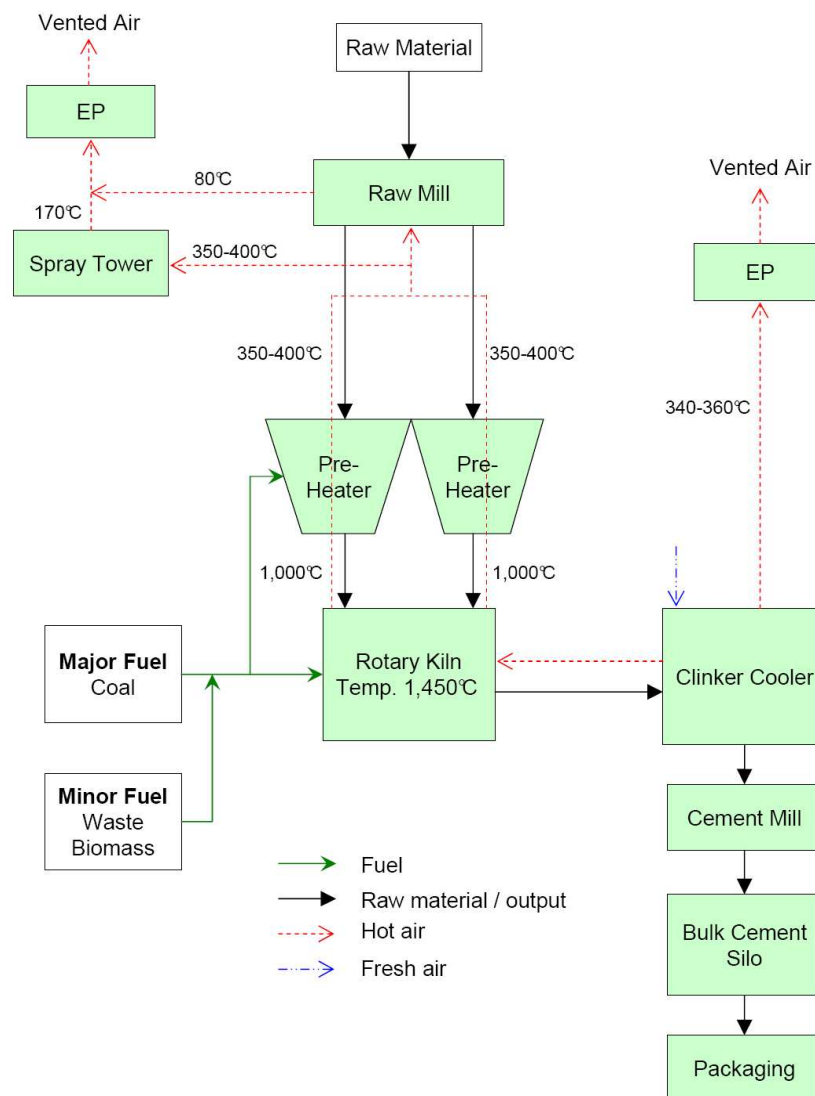 Vented Air
Raw Material
EP
80℃
Raw Mill
Vented Air
170℃
Spray Tower
350-400℃
EP
350-400℃
350-400℃
340-360℃
Pre-
Heater
Pre-
Heater
1,000℃
1,000℃
Major Fuel
Coal
Rotary Kiln
Temp. 1,450℃
Clinker Cooler
Minor Fuel
Waste
Biomass
Cement Mill
Fuel
Raw material / output
Hot air
Fresh air
Bulk Cement
Silo
Packaging